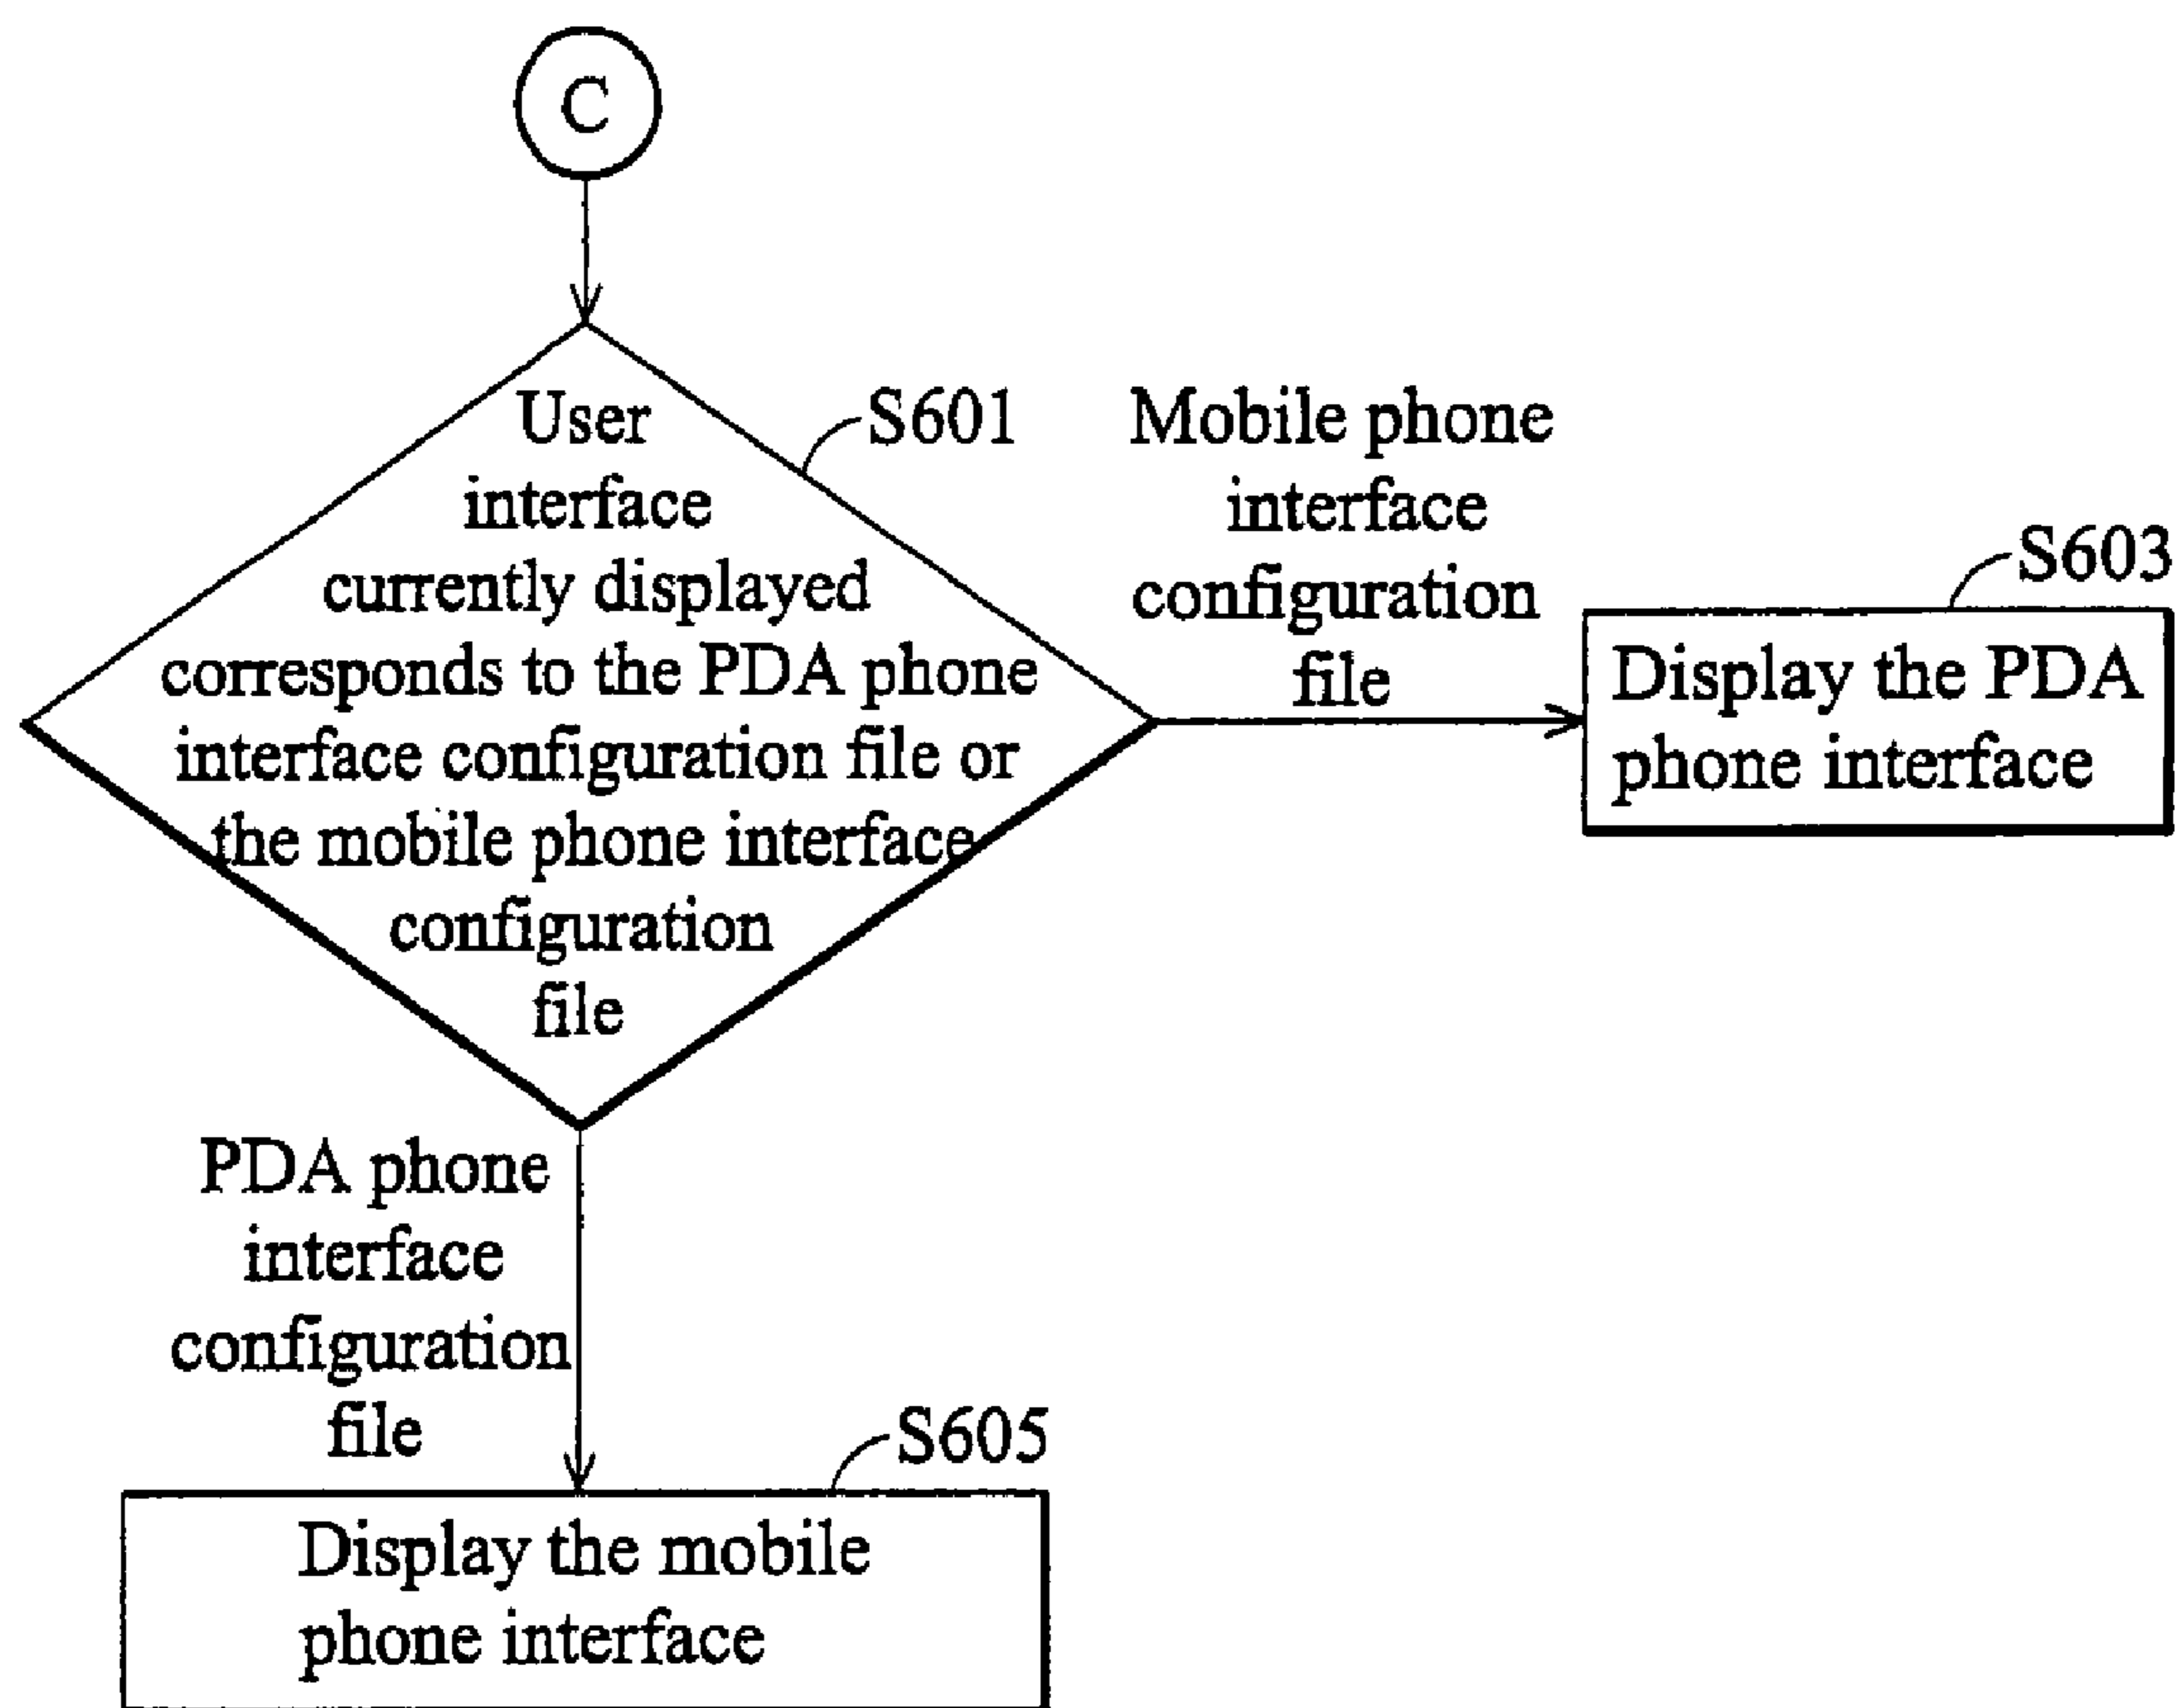 C
User
interface
currently displayed
corresponds to the PDA phone
interface configuration file or
the mobile phone interface
configuration
file
S601
Mobile phone
interface
configuration
file
S603
Display the PDA
phone interface
PDA phone
interface
configuration
file
S605
Display the mobile
phone interface